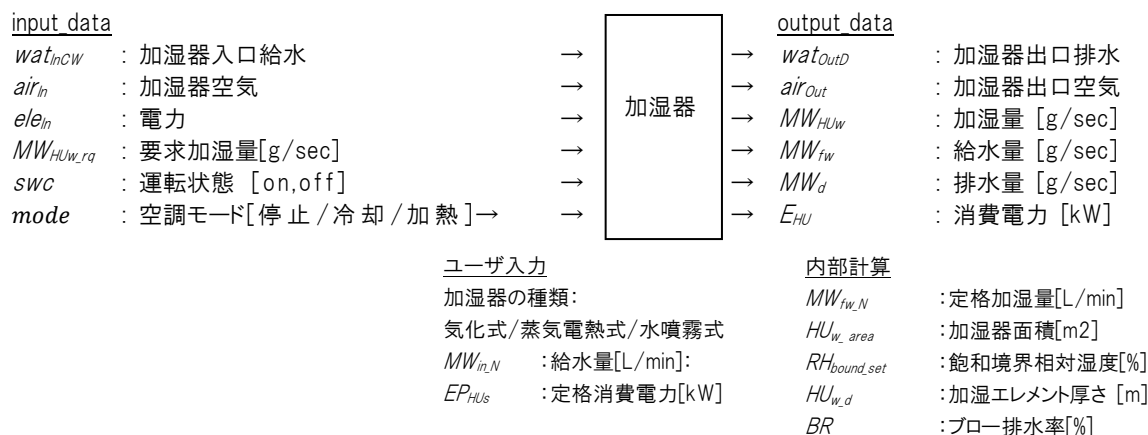 input_data
wat_InCW : 加湿器入口給水 →
air_In : 加湿器空気 →
ele_In : 電力 →
MW_HUw_rq : 要求加湿量[g/sec] →
swc : 運転状態 [on,off] →
mode : 空調モード[停止/冷却/加熱]→ →
加湿器
output_data
→ wat_OutD : 加湿器出口排水
→ air_Out : 加湿器出口空気
→ MW_HUw : 加湿量 [g/sec]
→ MW_fw : 給水量 [g/sec]
→ MW_d : 排水量 [g/sec]
→ E_HU : 消費電力 [kW]
ユーザ入力
加湿器の種類:
気化式/蒸気電熱式/水噴霧式
MW_in_N :給水量[L/min]:
EP_HUs :定格消費電力[kW]
内部計算
MW_fw_N :定格加湿量[L/min]
HU_w_area :加湿器面積[m2]
RH_bound_set :飽和境界相対湿度[%]
HU_w_d :加湿エレメント厚さ [m]
BR :ブロー排水率[%]